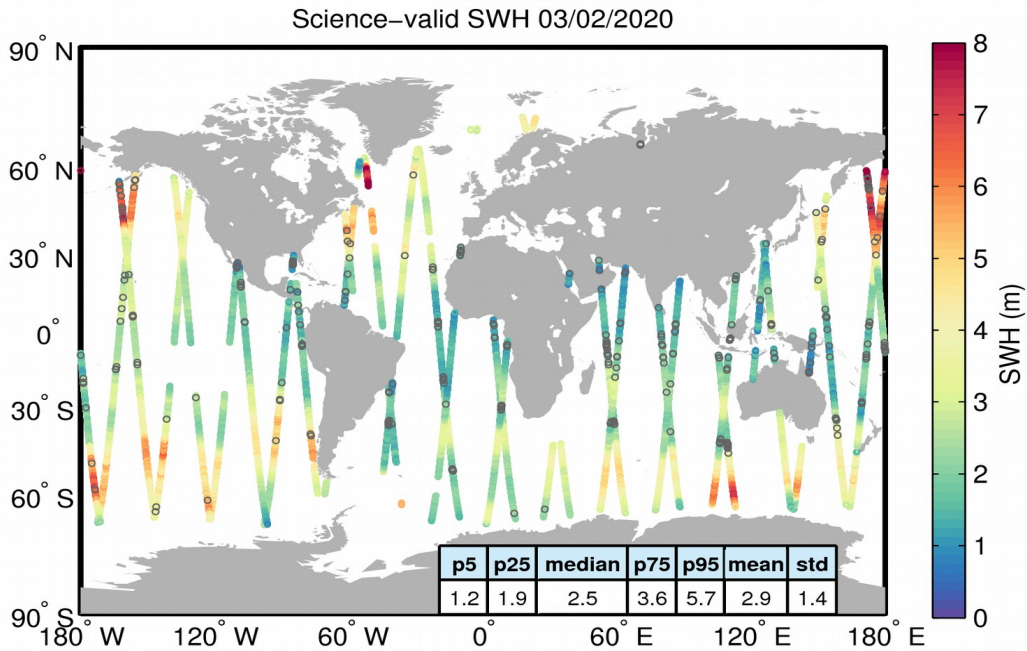 Science−valid SWH 03/02/2020
90° N
60° N
30° N
0°
30° S
60° S
90° S
180° W
120° W
60° W
0°
60° E
120° E
180° E
p5 p25 median p75 p95 mean std
1.2 1.9 2.5 3.6 5.7 2.9 1.4
8
7
6
5
4
3
2
1
0
SWH (m)